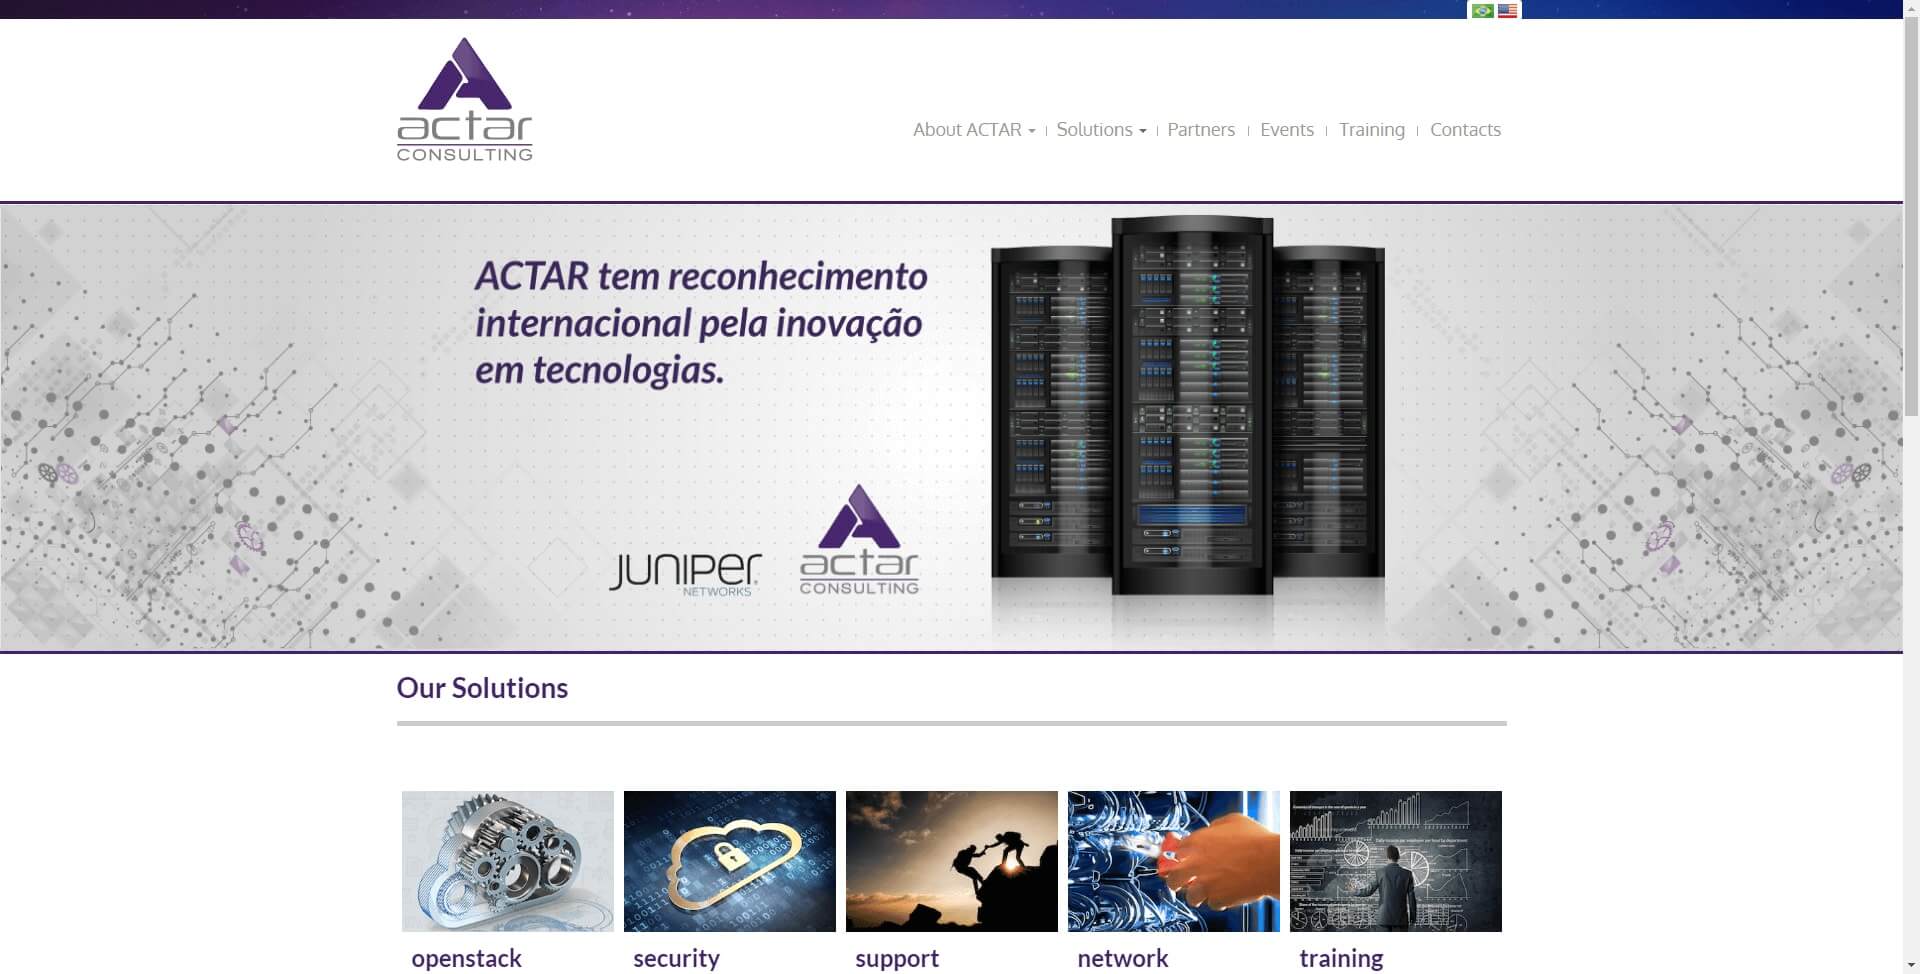 actar
CONSULTING
About ACTAR
Solutions
Partners
Events
Training
Contacts
ACTAR tem reconhecimento
internacional pela inovação
em tecnologias.
JUNIPEr
NETWORKS
actar
CONSULTING
Our Solutions
openstack
security
support
network
training